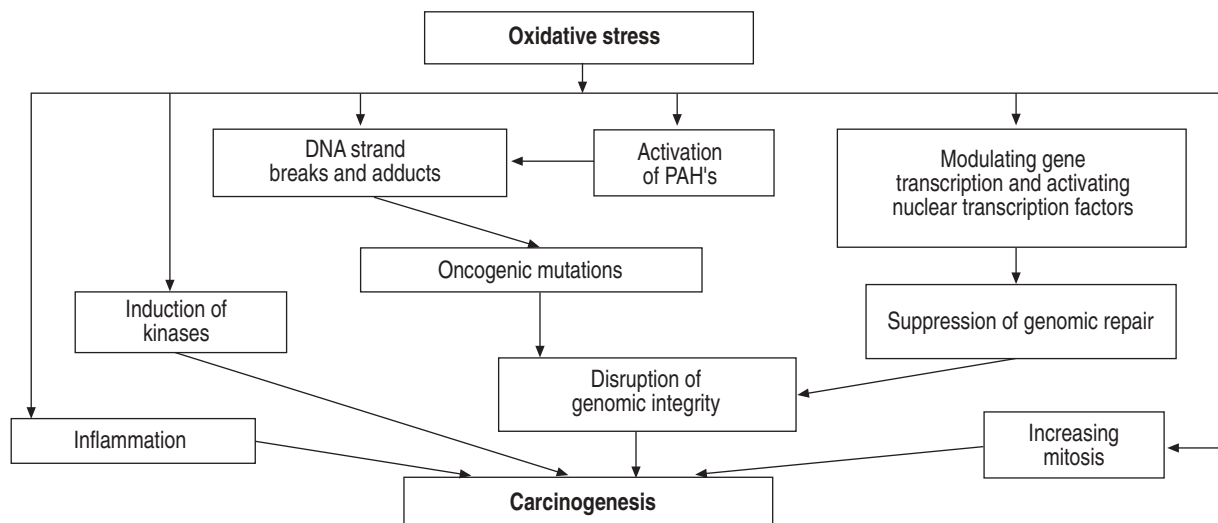 Oxidative stress
DNA strand
breaks and adducts
Activation
of PAH's
Modulating gene
transcription and activating
nuclear transcription factors
Oncogenic mutations
Induction of
kinases
Suppression of genomic repair
Disruption of
genomic integrity
Inflammation
Increasing
mitosis
Carcinogenesis